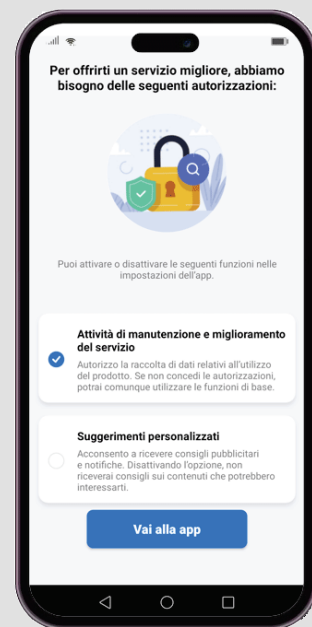 Per offrirti un servizio migliore, abbiamo
bisogno delle seguenti autorizzazioni:
Puoi attivare o disattivare le seguenti funzioni nelle
impostazioni dell'app.
Attività di manutenzione e miglioramento
del servizio
Autorizzo la raccolta di dati relativi all'utilizzo
del prodotto. Se non concedi le autorizzazioni,
potrai comunque utilizzare le funzioni di base.
Suggerimenti personalizzati
Acconsento a ricevere consigli pubblicitari
e notifiche. Disattivando l'opzione, non
riceverai consigli sui contenuti che potrebbero
interessarti.
Vai alla app